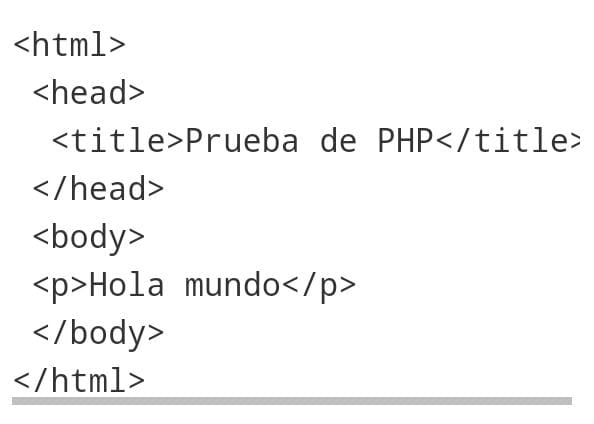 <html>
 <head>
  <title>Prueba de PHP</title>
 </head>
 <body>
 <p>Hola mundo</p>
 </body>
</html>